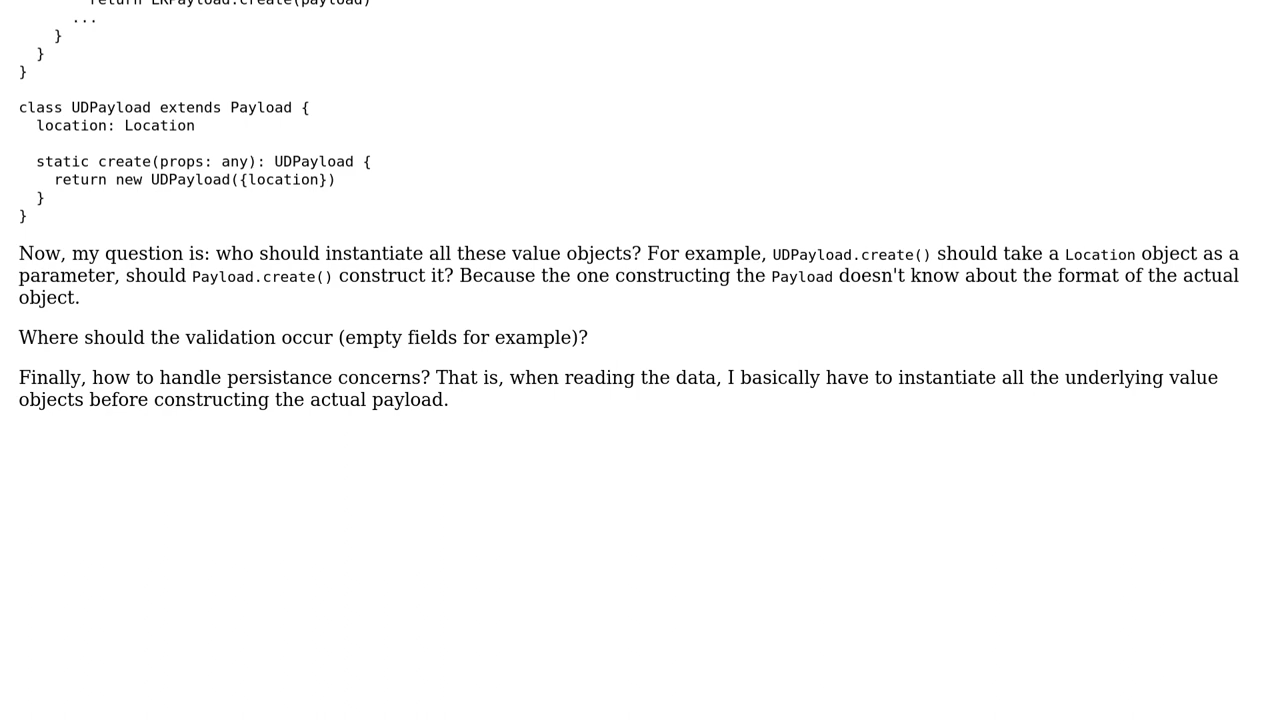 return LRPayload.create(payload)
...
}
}
}
class UDPayload extends Payload {
location: Location
static create(props: any): UDPayload {
return new UDPayload({location})
}
}
Now, my question is: who should instantiate all these value objects? For example, UDPayload.create() should take a Location object as a
parameter, should Payload.create() construct it? Because the one constructing the Payload doesn't know about the format of the actual
object.
Where should the validation occur (empty fields for example)?
Finally, how to handle persistance concerns? That is, when reading the data, I basically have to instantiate all the underlying value
objects before constructing the actual payload.